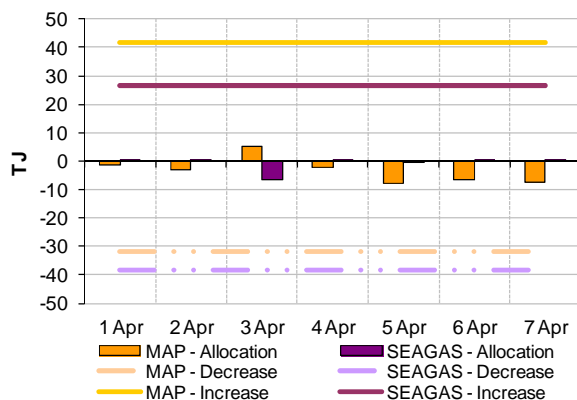 50
40
30
20
10
0
-10
-20
-30
-40
-50
TJ
1 Apr 2 Apr 3 Apr 4 Apr 5 Apr 6 Apr 7 Apr
MAP - Allocation SEAGAS - Allocation
MAP - Decrease SEAGAS - Decrease
MAP - Increase SEAGAS - Increase